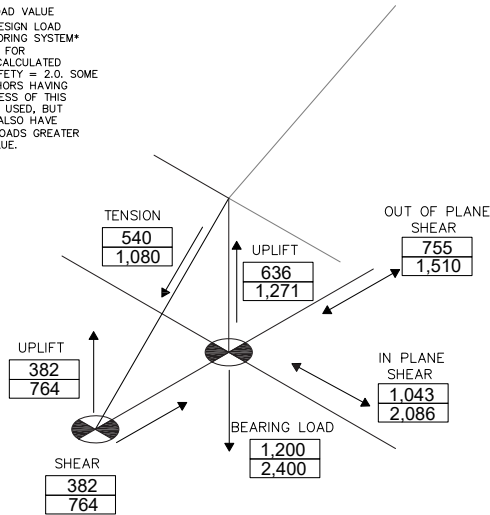 OAD VALUE
ESIGN LOAD
ORING SYSTEM*
FOR
CALCULATED
FETY = 2.0. SOME
HORS HAVING
ESS OF THIS
USED, BUT
ALSO HAVE
OADS GREATER
UE.
TENSION
540
1,080
UPLIFT
636
1,271
OUT OF PLANE
SHEAR
755
1,510
UPLIFT
382
764
IN PLANE
SHEAR
1,043
2,086
BEARING LOAD
1,200
2,400
SHEAR
382
764